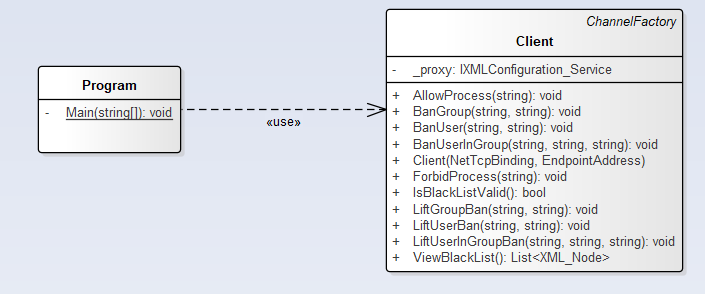 Program
- Main(string[]): void
«use»
ChannelFactory
Client
- _proxy: IXMLConfiguration_Service
+ AllowProcess(string): void
+ BanGroup(string, string): void
+ BanUser(string, string): void
+ BanUserInGroup(string, string, string): void
+ Client(NetTcpBinding, EndpointAddress)
+ ForbidProcess(string): void
+ IsBlackListValid(): bool
+ LiftGroupBan(string, string): void
+ LiftUserBan(string, string): void
+ LiftUserInGroupBan(string, string, string): void
+ ViewBlackList(): List<XML_Node>